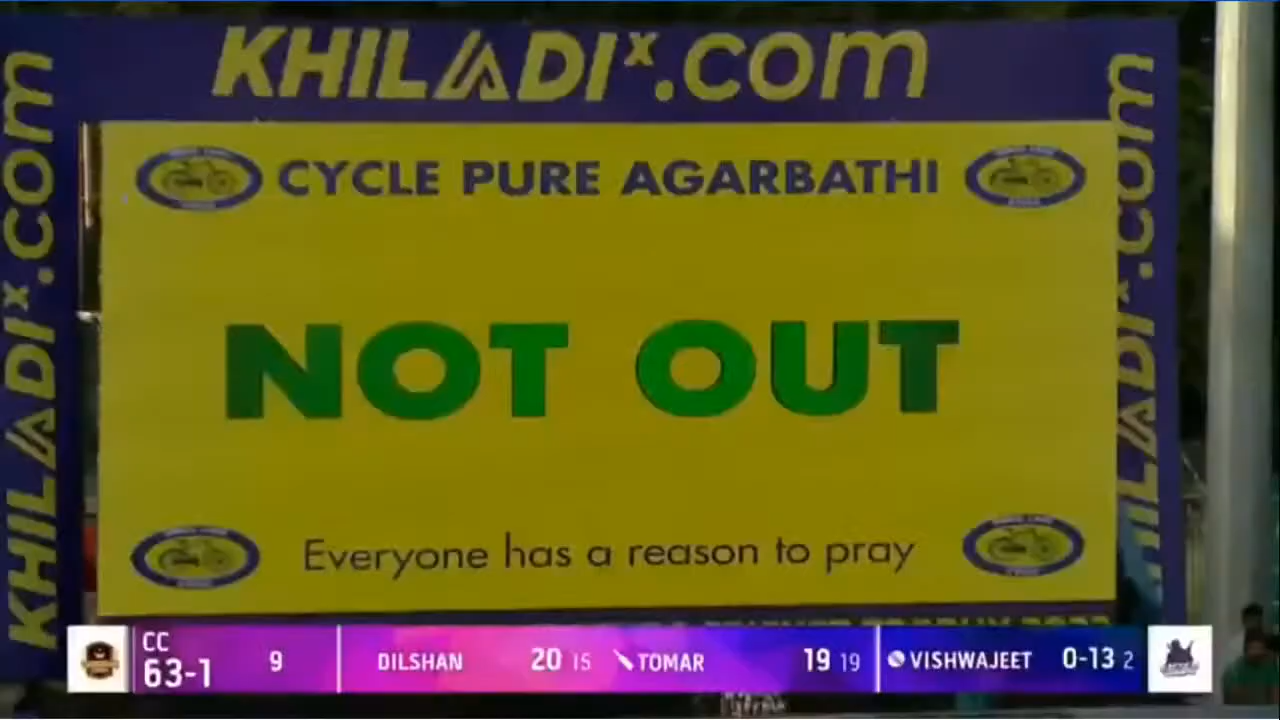 KHILADIx.com
KHILADIx.com
KHILADIx.com
CYCLE PURE AGARBATHI
NOT OUT
Everyone has a reason to pray
CC
63-1 9 DILSHAN 20 15 TOMAR 19 19 VISHWAJEET 0-13 2